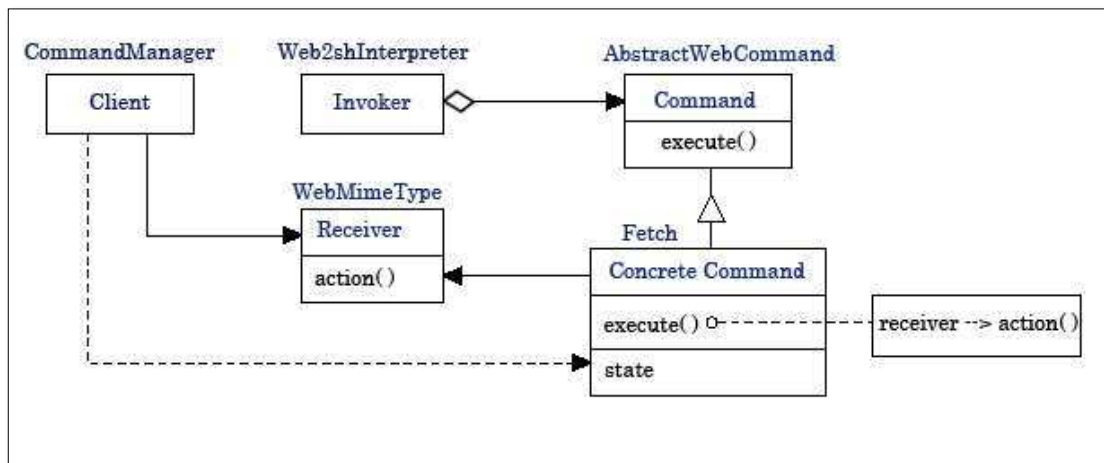 CommandManager
Client
Web2shInterpreter
Invoker
AbstractWebCommand
Command
execute()
WebMimeType
Receiver
action()
Fetch
Concrete Command
execute()
state
receiver --> action()